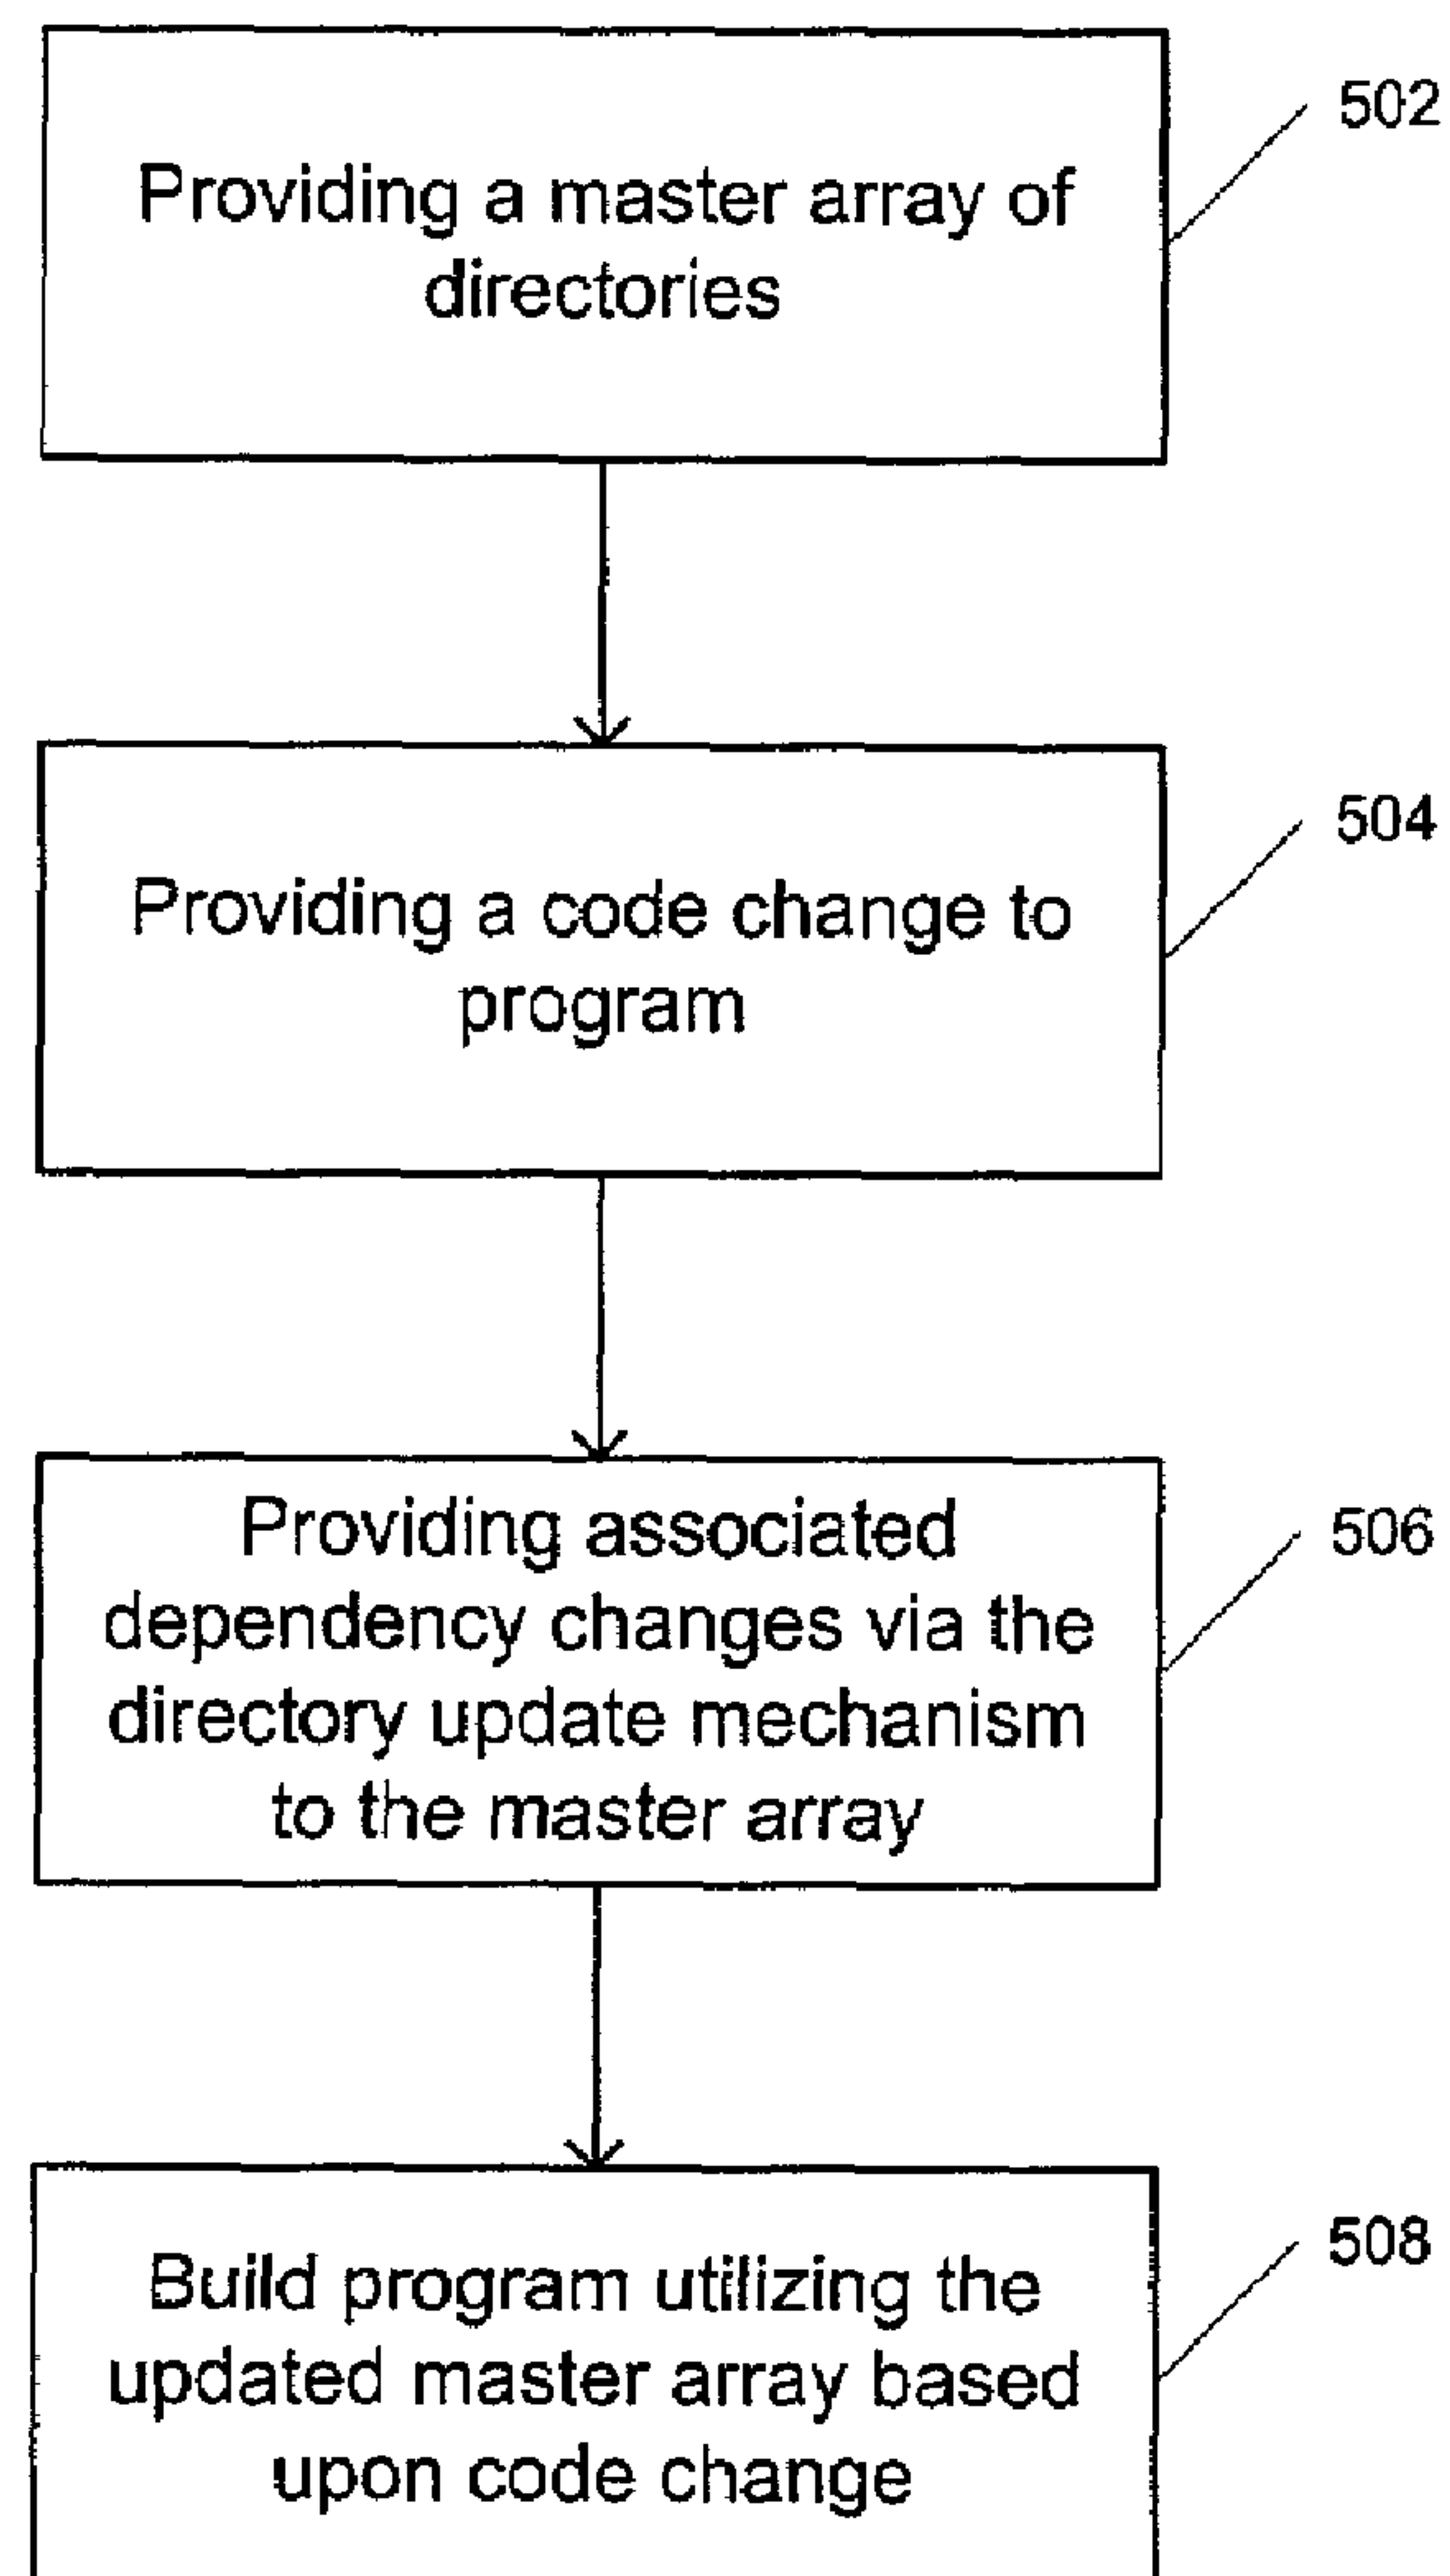 502
Providing a master array of
directories
504
Providing a code change to
program
506
Providing associated
dependency changes via the
directory update mechanism
to the master array
508
Build program utilizing the
updated master array based
upon code change